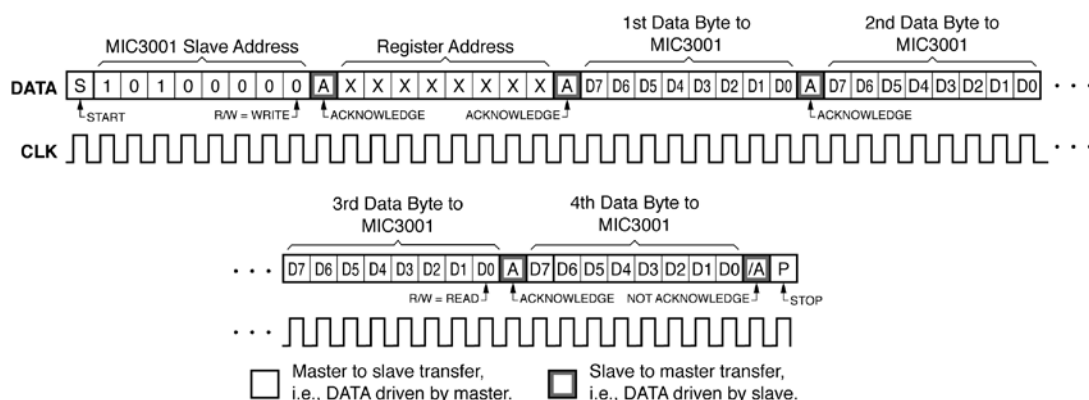 MIC3001 Slave Address
Register Address
1st Data Byte to
MIC3001
2nd Data Byte to
MIC3001
DATA S 1 0 1 0 0 0 0 0 A X X X X X X X X A D7 D6 D5 D4 D3 D2 D1 D0 A D7 D6 D5 D4 D3 D2 D1 D0 • • •
START R/W = WRITE ACKNOWLEDGE ACKNOWLEDGE ACKNOWLEDGE
CLK • • •
3rd Data Byte to
MIC3001
4th Data Byte to
MIC3001
• • • D7 D6 D5 D4 D3 D2 D1 D0 A D7 D6 D5 D4 D3 D2 D1 D0 /A P
R/W = READ ACKNOWLEDGE NOT ACKNOWLEDGE STOP
• • •
Master to slave transfer,
i.e., DATA driven by master.
Slave to master transfer,
i.e., DATA driven by slave.